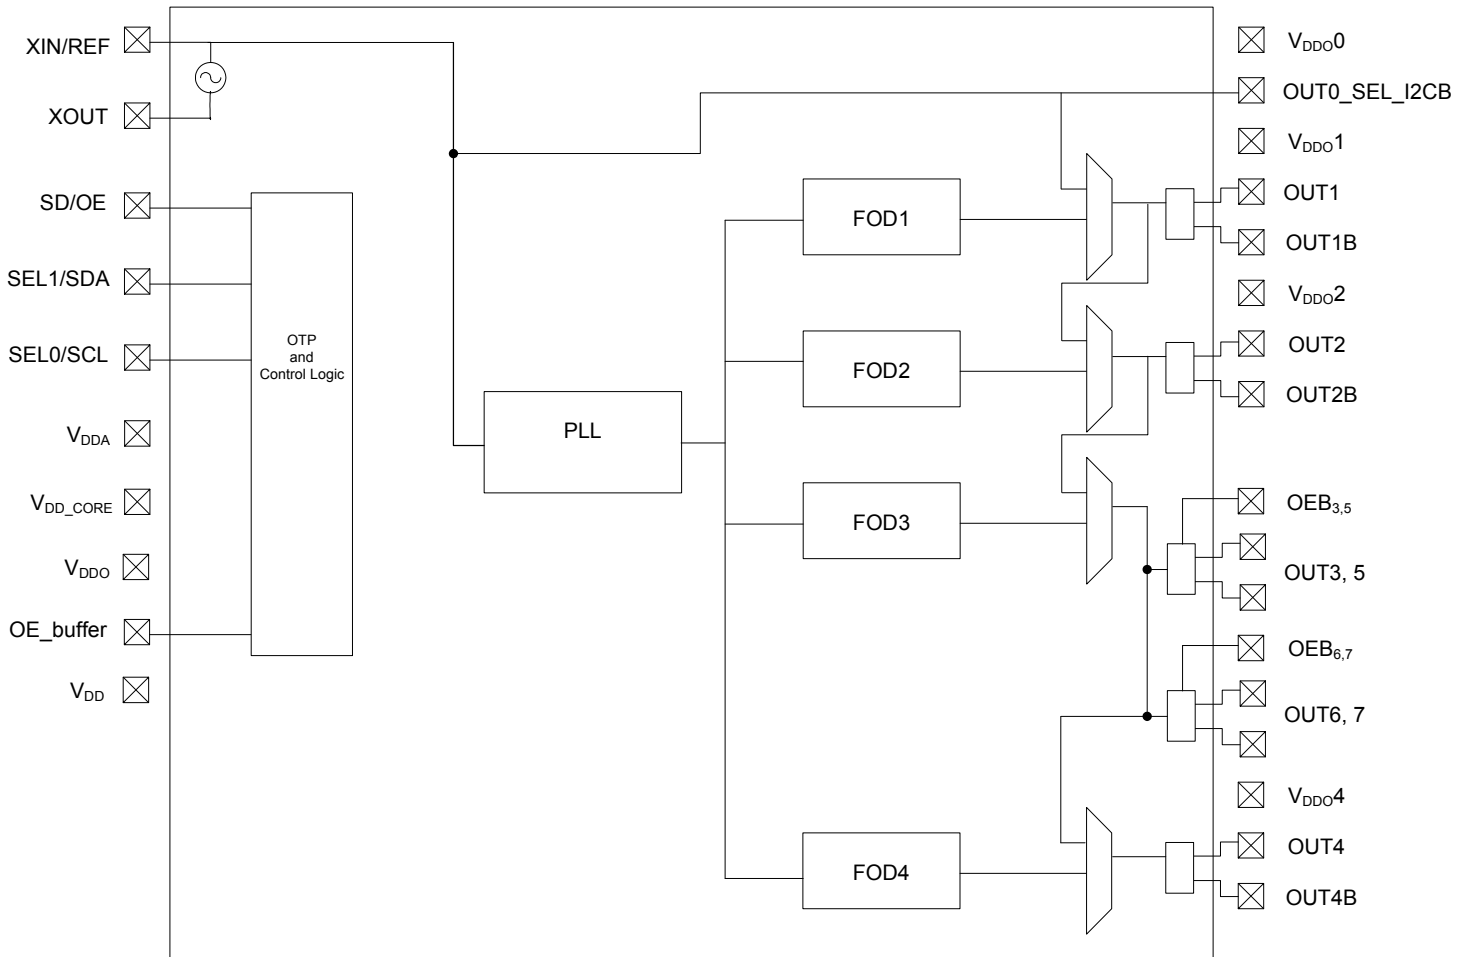 XIN/REF
XOUT
SD/OE
SEL1/SDA
SEL0/SCL
VDDA
VDD_CORE
VDDO
OE_buffer
VDD
OTP
and
Control Logic
PLL
FOD1
FOD2
FOD3
FOD4
VDDO0
OUT0_SEL_I2CB
VDDO1
OUT1
OUT1B
VDDO2
OUT2
OUT2B
OEB3,5
OUT3, 5
OEB6,7
OUT6, 7
VDDO4
OUT4
OUT4B